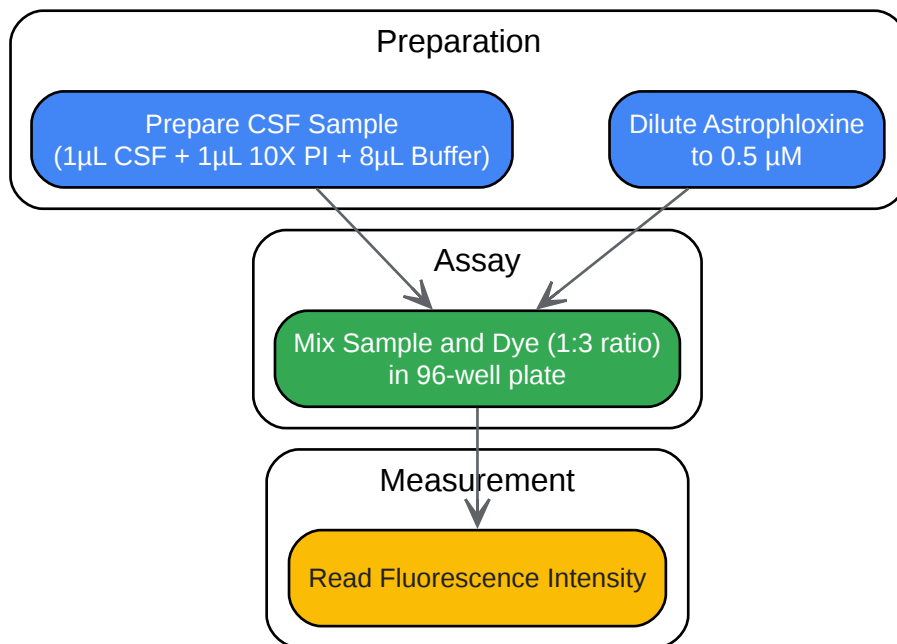 Preparation
Prepare CSF Sample
(1µL CSF + 1µL 10X PI + 8µL Buffer)
Dilute Astrophloxine
to 0.5 µM
Assay
Mix Sample and Dye (1:3 ratio)
in 96-well plate
Measurement
Read Fluorescence Intensity